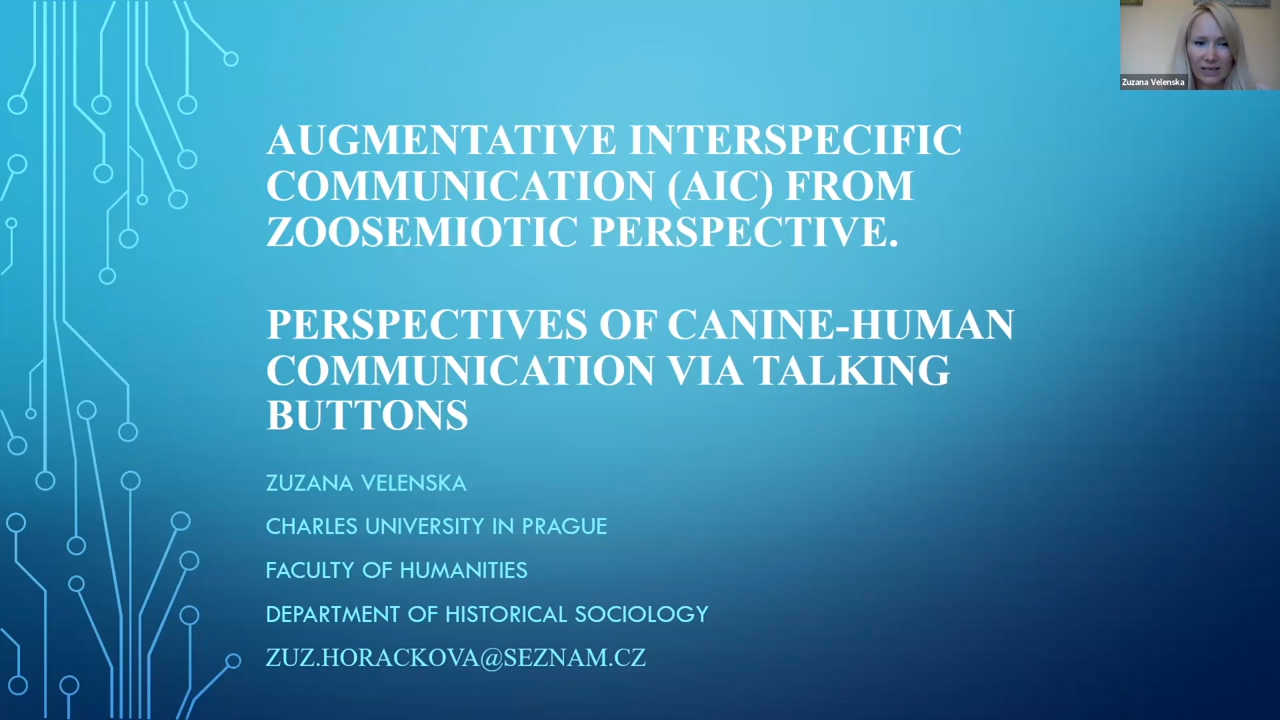 AUGMENTATIVE INTERSPECIFIC
COMMUNICATION (AIC) FROM
ZOOSEMIOTIC PERSPECTIVE.
PERSPECTIVES OF CANINE-HUMAN
COMMUNICATION VIA TALKING
BUTTONS
ZUZANA VELENSKA
CHARLES UNIVERSITY IN PRAGUE
FACULTY OF HUMANITIES
DEPARTMENT OF HISTORICAL SOCIOLOGY
ZUZ.HORACKOVA@SEZNAM.CZ
Zuzana Velenska